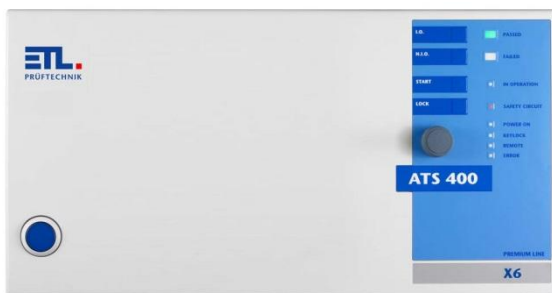 ETL.
PRÜFTECHNIK
I.O.
N.I.O.
START
LOCK
PASSED
FAILED
IN OPERATION
SAFETY CIRCUIT
POWER ON
KEYLOCK
REMOTE
ERROR
ATS 400
PREMIUM LINE
X6